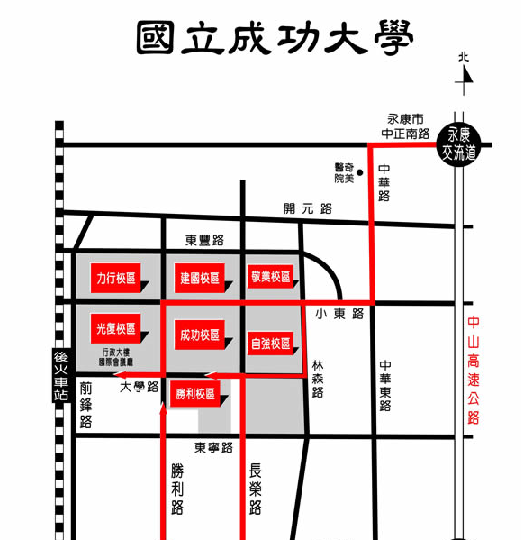 國立成功大學
北
永康市
中正南路
永康
交流道
奇美
醫院
中華路
開元路
東豐路
力行校區
建國校區
敬業校區
小東路
光復校區
成功校區
自強校區
行政大樓
國際會議廳
中山高速公路
後火車站
前鋒路
大學路
勝利校區
林森路
中華東路
東寧路
勝利路
長榮路